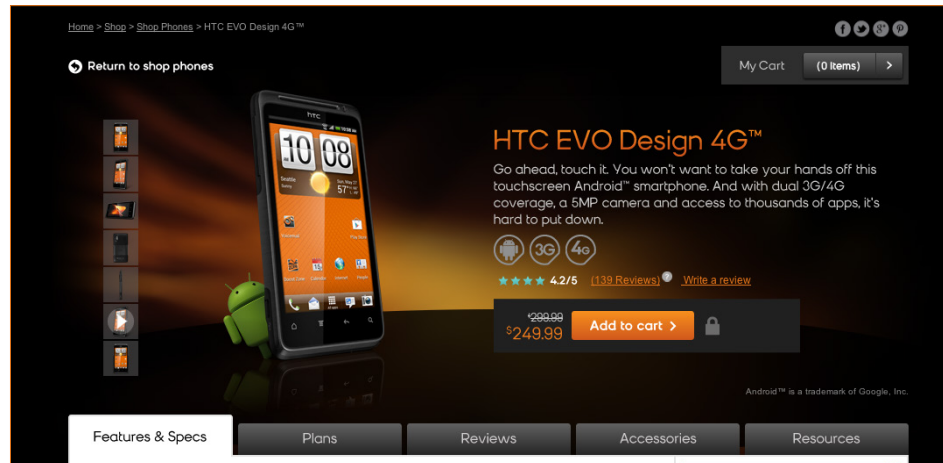 Home > Shop > Shop Phones > HTC EVO Design 4G™
Return to shop phones
My Cart (0 items) >
hTC
10 08
Seattle
57°
HTC EVO Design 4G™
Go ahead, touch it. You won't want to take your hands off this
touchscreen Android™ smartphone. And with dual 3G/4G
coverage, a 5MP camera and access to thousands of apps, it's
hard to put down.
3G 4G
4.2/5 (139 Reviews) ? Write a review
$299.99
$249.99
Add to cart >
Android™ is a trademark of Google, Inc.
Features & Specs Plans Reviews Accessories Resources